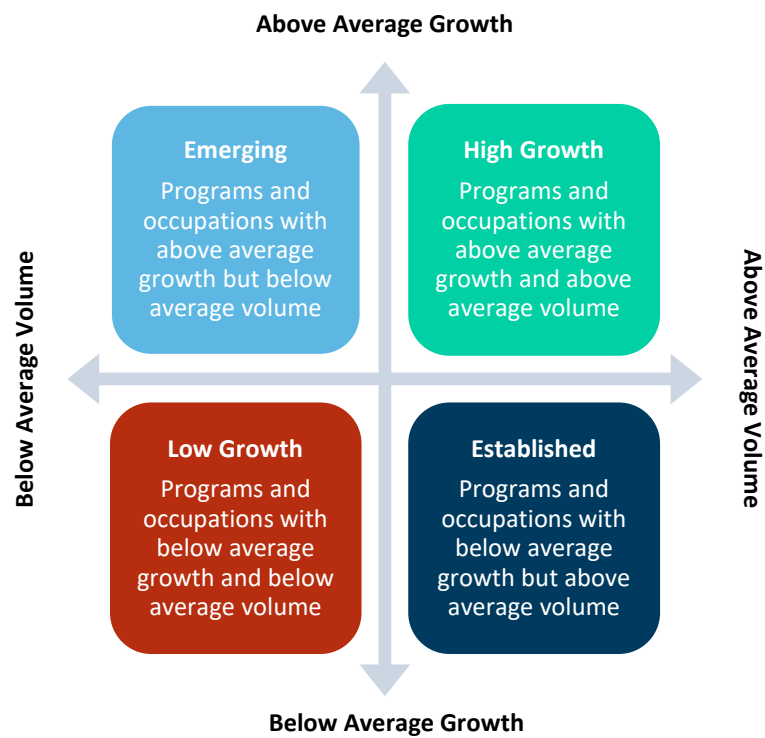 Above Average Growth
Below Average Volume
Emerging
Programs and
occupations with
above average
growth but below
average volume
High Growth
Programs and
occupations with
above average
growth and above
average volume
Above Average Volume
Low Growth
Programs and
occupations with
below average
growth and below
average volume
Established
Programs and
occupations with
below average
growth but above
average volume
Below Average Growth